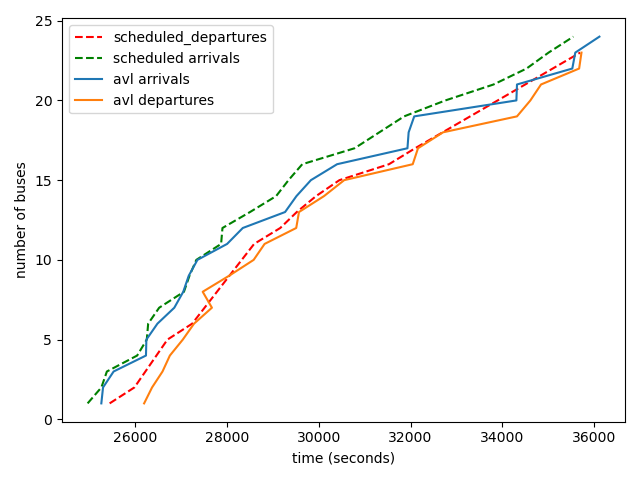 25
20
15
10
5
0
number of buses
scheduled_departures
scheduled arrivals
avl arrivals
avl departures
26000 28000 30000 32000 34000 36000
time (seconds)